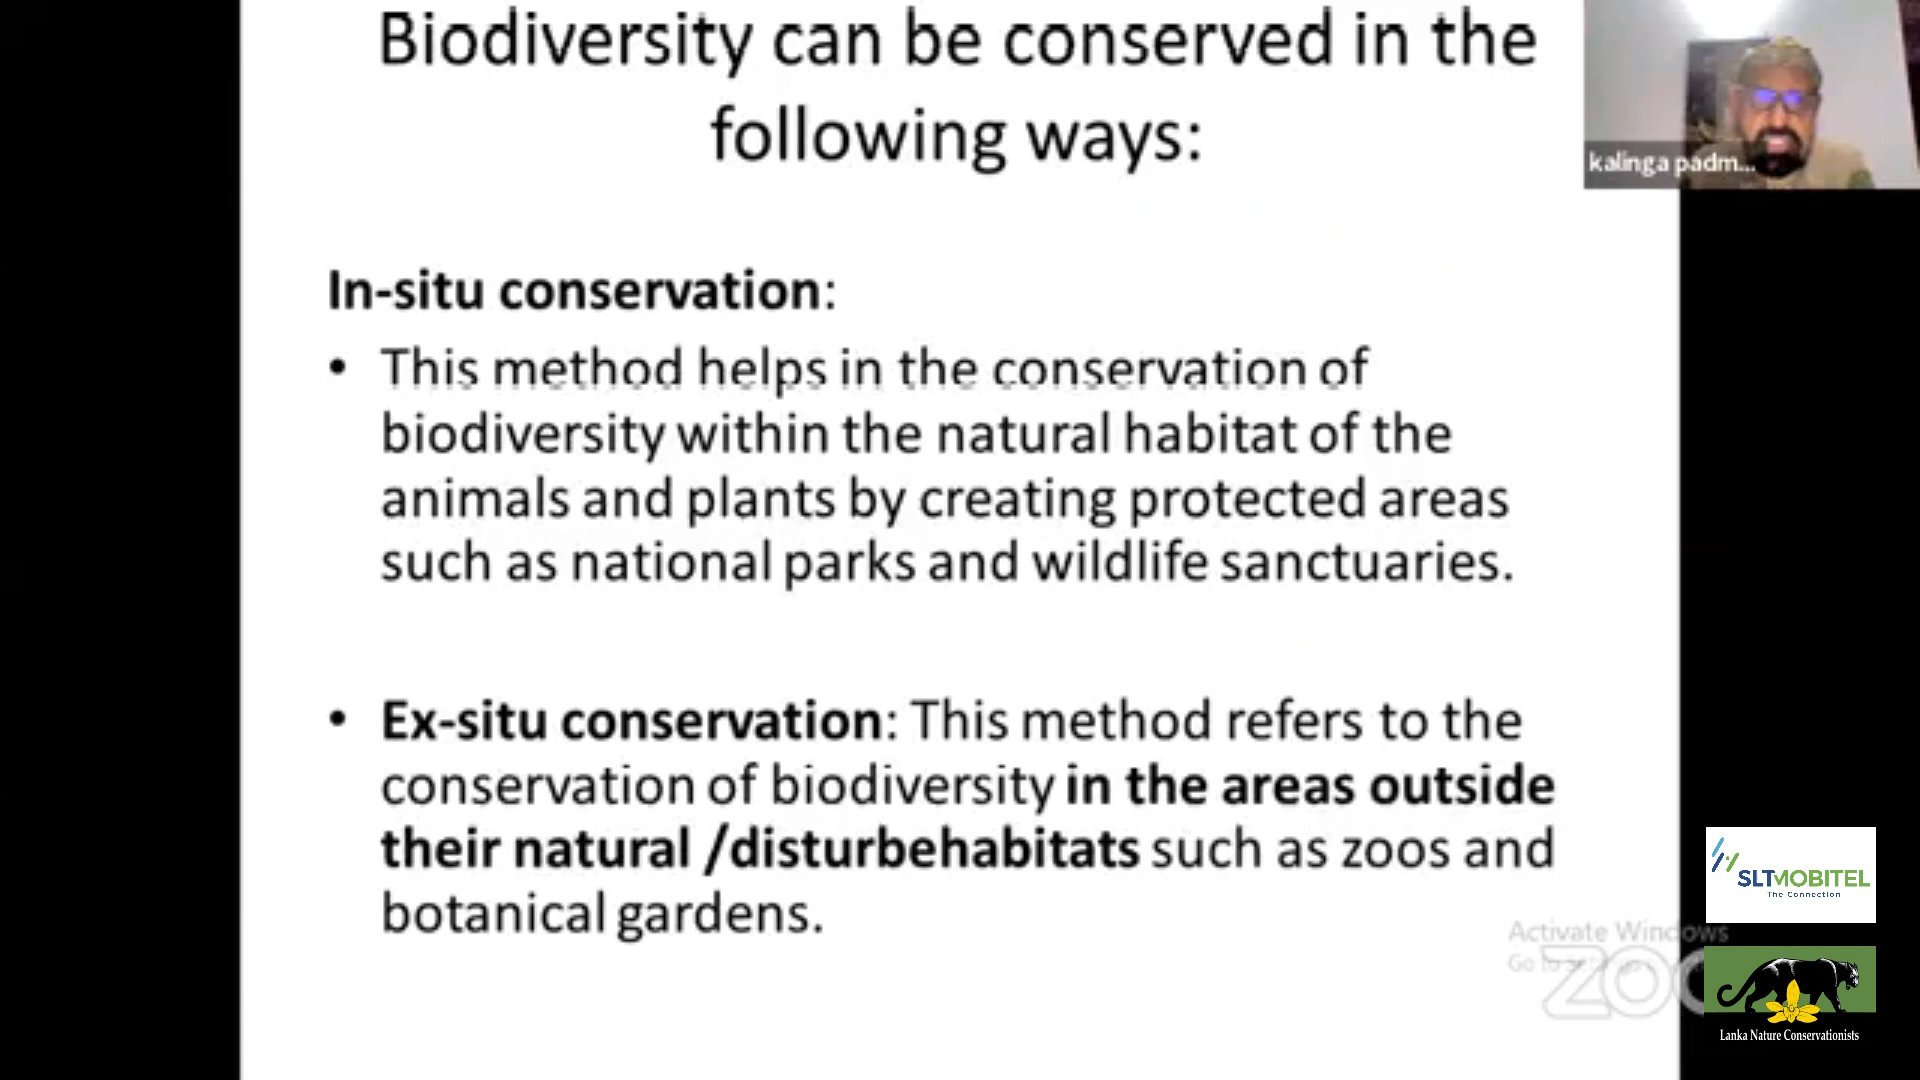 Biodiversity can be conserved in the
following ways:
kalinga padm...
In-situ conservation:
• This method helps in the conservation of
biodiversity within the natural habitat of the
animals and plants by creating protected areas
such as national parks and wildlife sanctuaries.
• Ex-situ conservation: This method refers to the
conservation of biodiversity in the areas outside
their natural /disturbehabitats such as zoos and
botanical gardens.
Activate Windows
Go to
zoo
SLTMOBITEL
The Connection
Lanka Nature Conservationists